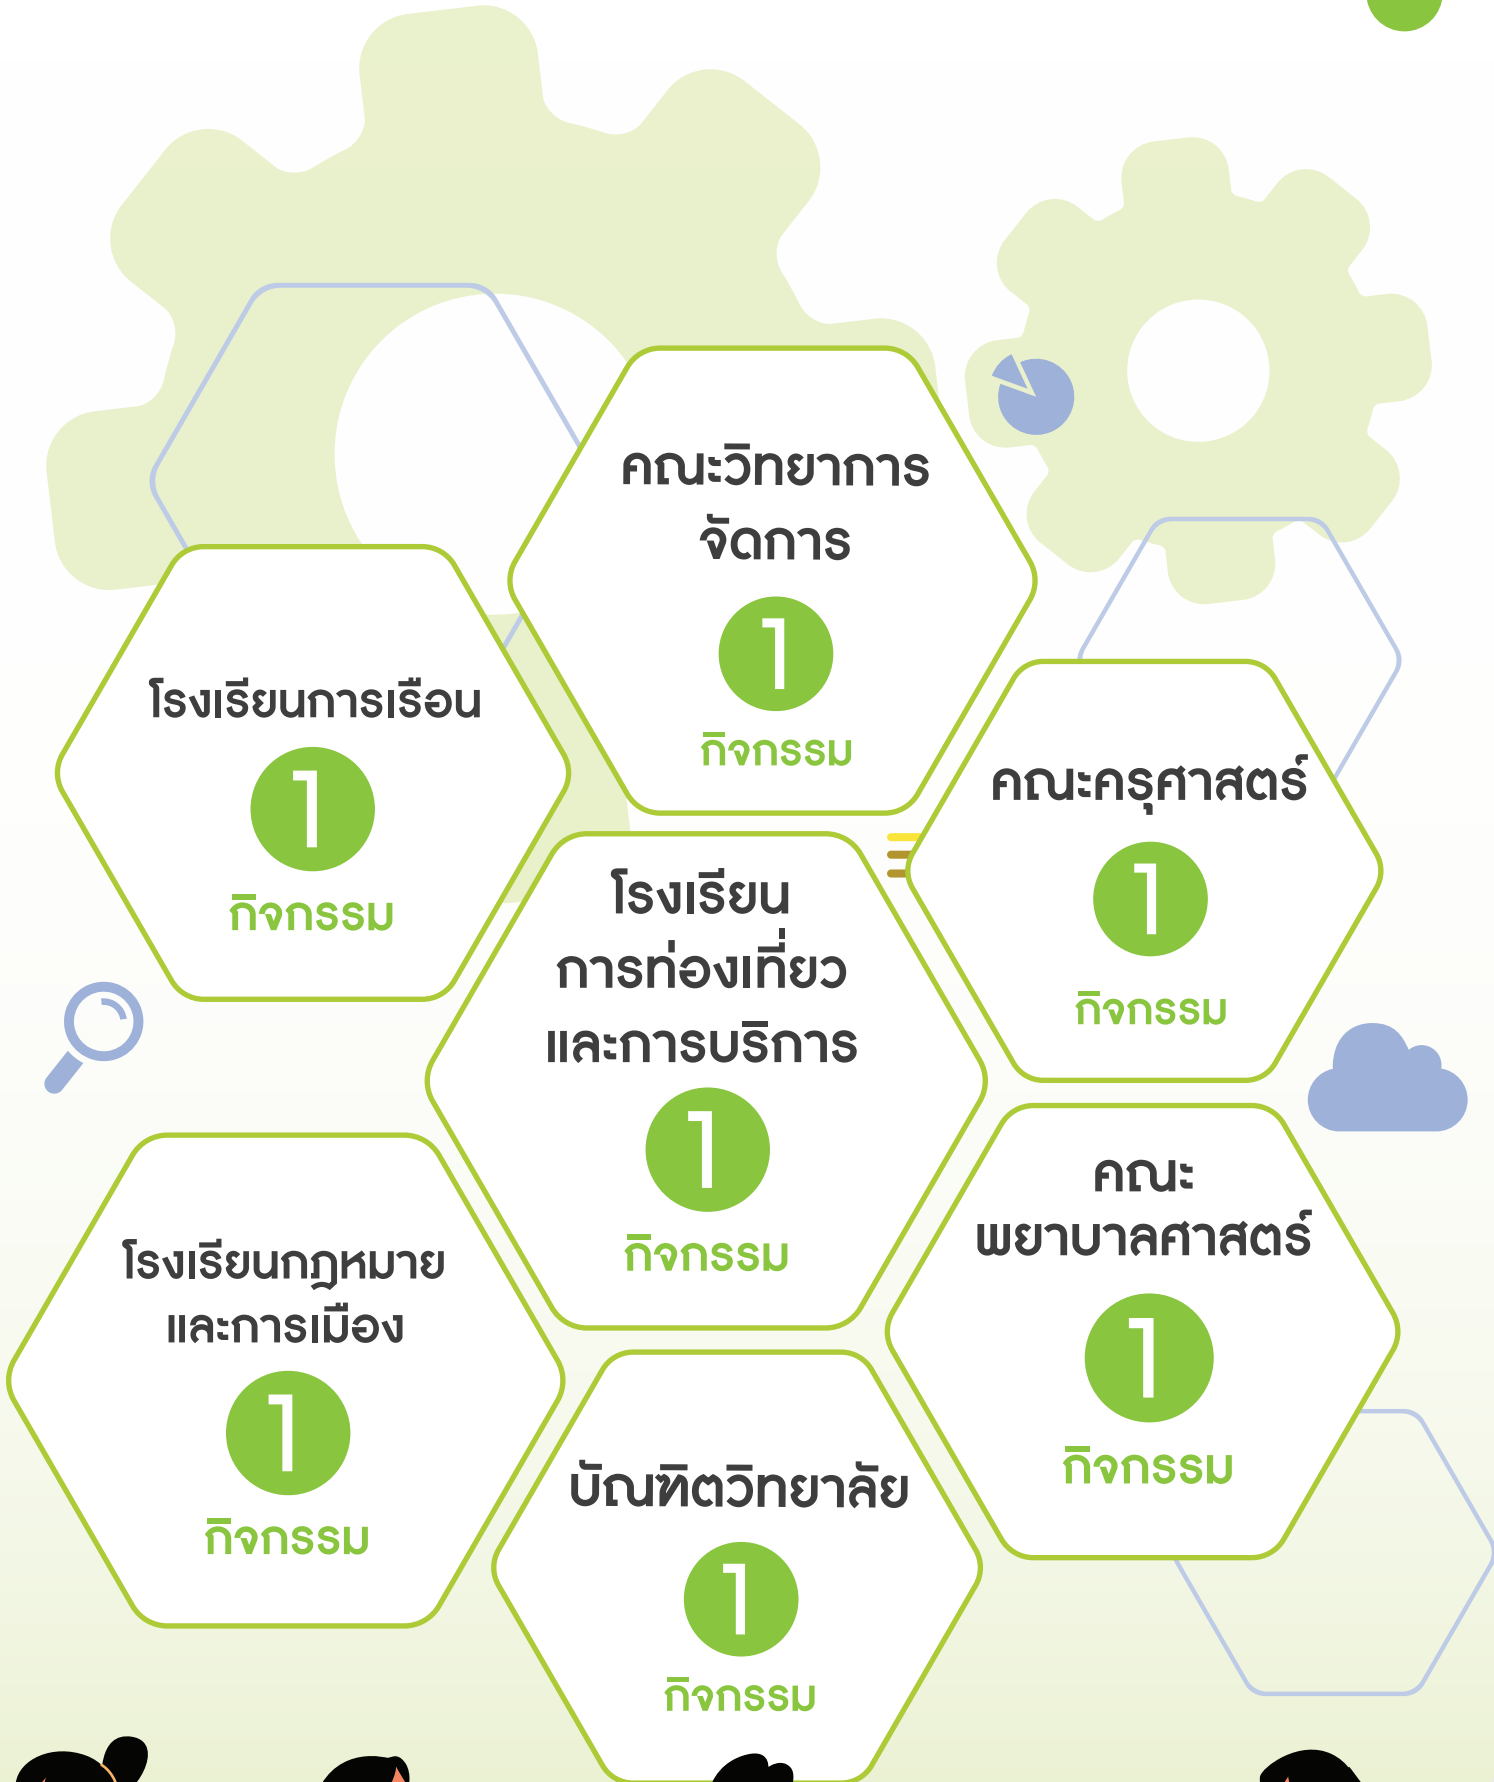 คณะวิทยาการ
จัดการ
1
กิจกรรม
โรงเรียนการเรือน
1
กิจกรรม
คณะครุศาสตร์
1
กิจกรรม
โรงเรียน
การท่องเที่ยว
และการบริการ
1
กิจกรรม
คณะ
พยาบาลศาสตร์
1
กิจกรรม
โรงเรียนกฎหมาย
และการเมือง
1
กิจกรรม
บัณฑิตวิทยาลัย
1
กิจกรรม